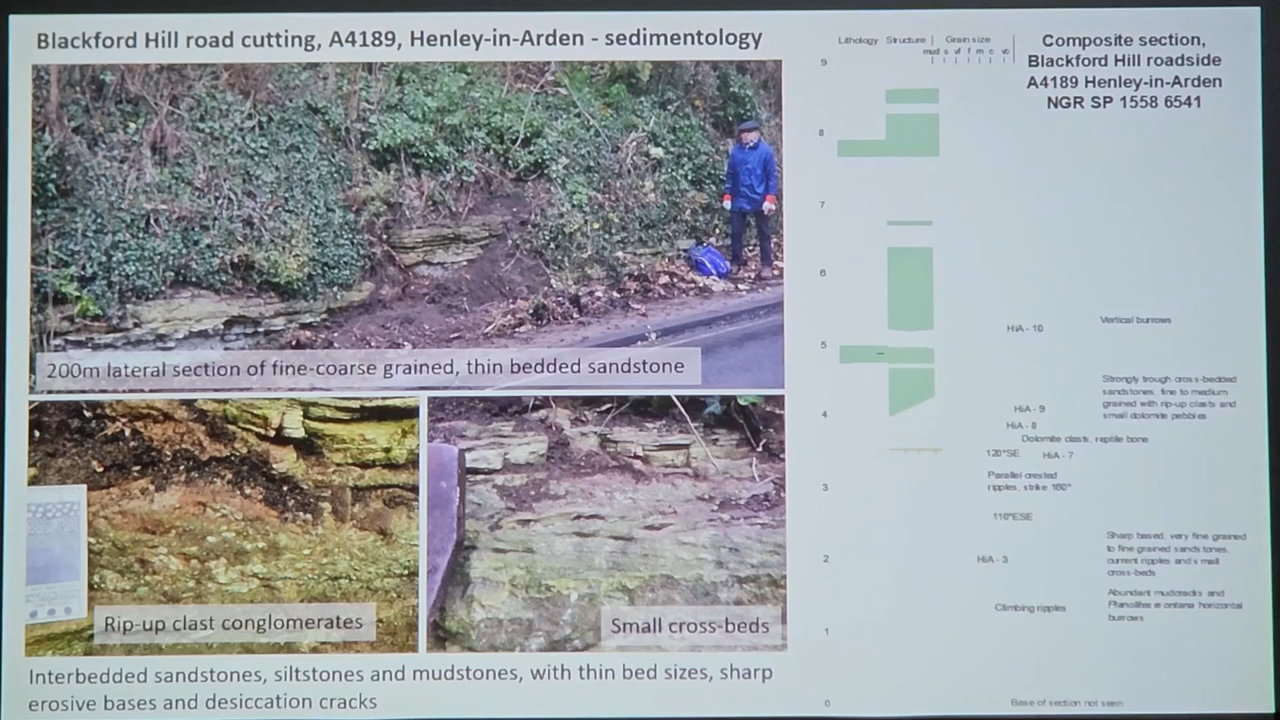 Blackford Hill road cutting, A4189, Henley-in-Arden - sedimentology
200m lateral section of fine-coarse grained, thin bedded sandstone
Rip-up clast conglomerates
Small cross-beds
Interbedded sandstones, siltstones and mudstones, with thin bed sizes, sharp
erosive bases and desiccation cracks
Composite section,
Blackford Hill roadside
A4189 Henley-in-Arden
NGR SP 1558 6541
Lithology Structure | Grain size
mud s vf f m c vc
9
8
7
6
Vertical burrows
HiA - 10
5
Strongly trough cross-bedded
sandstones, fine to medium
grained with rip-up clasts and
small dolomite pebbles
HiA - 9
4
HiA - 8
Dolomite clasts, reptile bone
120°SE HiA - 7
Parallel crested
ripples, strike 160°
3
110°ESE
Sharp based, very fine grained
to fine grained sandstones,
current ripples and small
cross-beds
2
HiA - 3
Abundant mudcracks and
Planolites montana horizontal
burrows
Climbing ripples
1
0
Base of section not seen